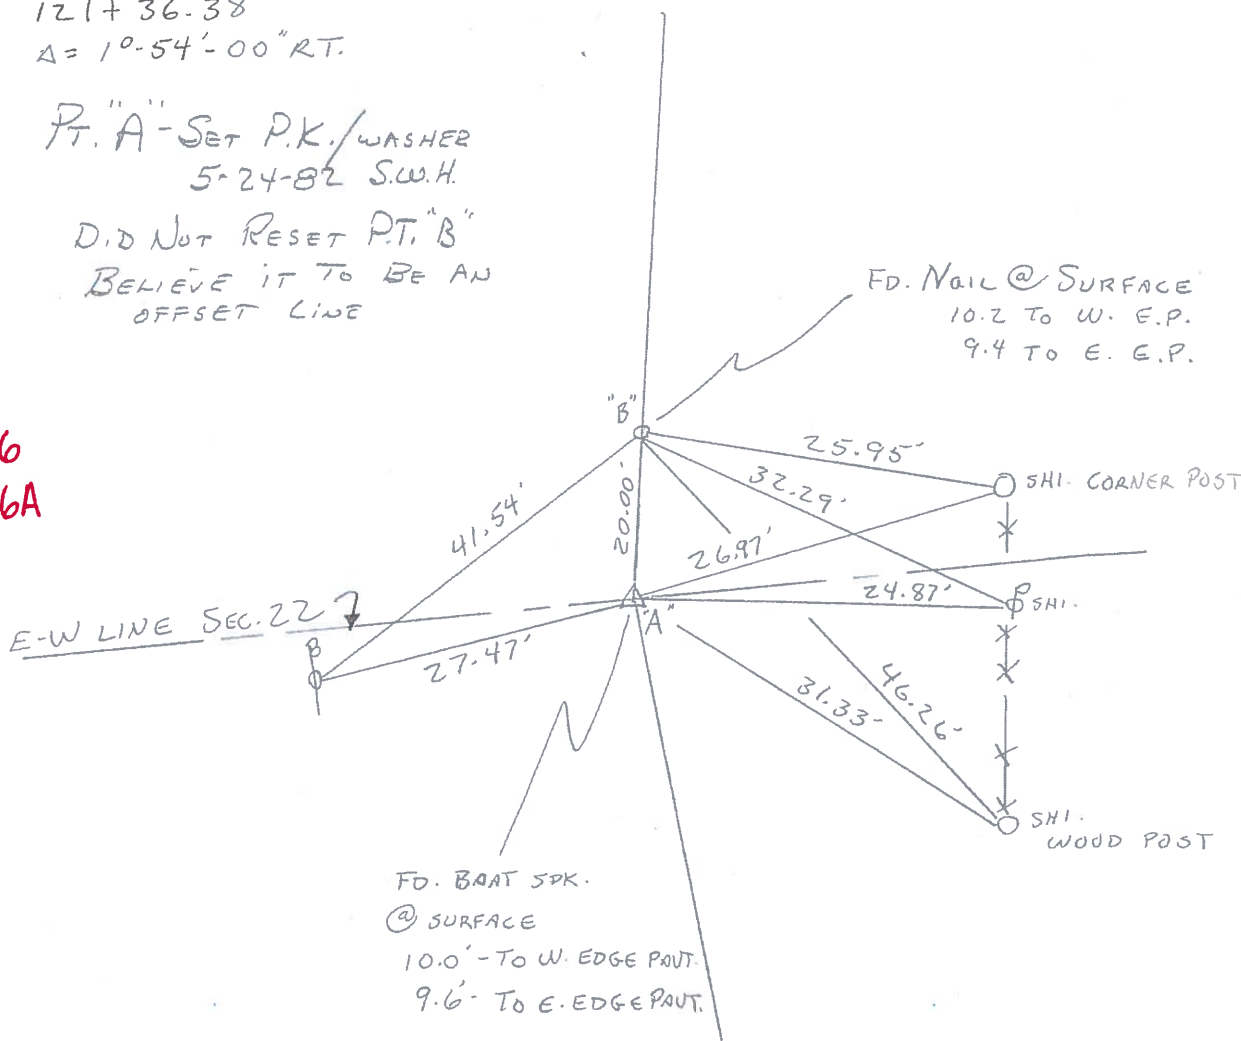 121+36.38
Δ= 1°-54'-00" RT.
PT. "A" - SET P.K./WASHER
5-24-82 S.W.H.
DID NOT RESET P.T. "B"
BELIEVE IT TO BE AN
OFFSET LINE
FD. NAIL @ SURFACE
10.2 TO W. E.P.
9.4 TO E. E.P.
6
6A
"B"
25.95'
32.29'
SHI. CORNER POST
41.54'
20.00'
26.97'
24.87'
SHI.
E-W LINE SEC. 22
"A"
B
27.47'
31.33'
46.26'
SHI.
WOOD POST
FD. BOAT SPK.
@ SURFACE
10.0' - TO W. EDGE PAVT.
9.6' - TO E. EDGE PAVT.